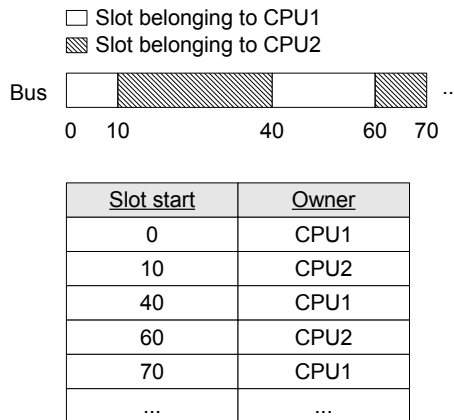 Slot belonging to CPU1
Slot belonging to CPU2
Bus
..
0 10 40 60 70
Slot start Owner
0 CPU1
10 CPU2
40 CPU1
60 CPU2
70 CPU1
... ...